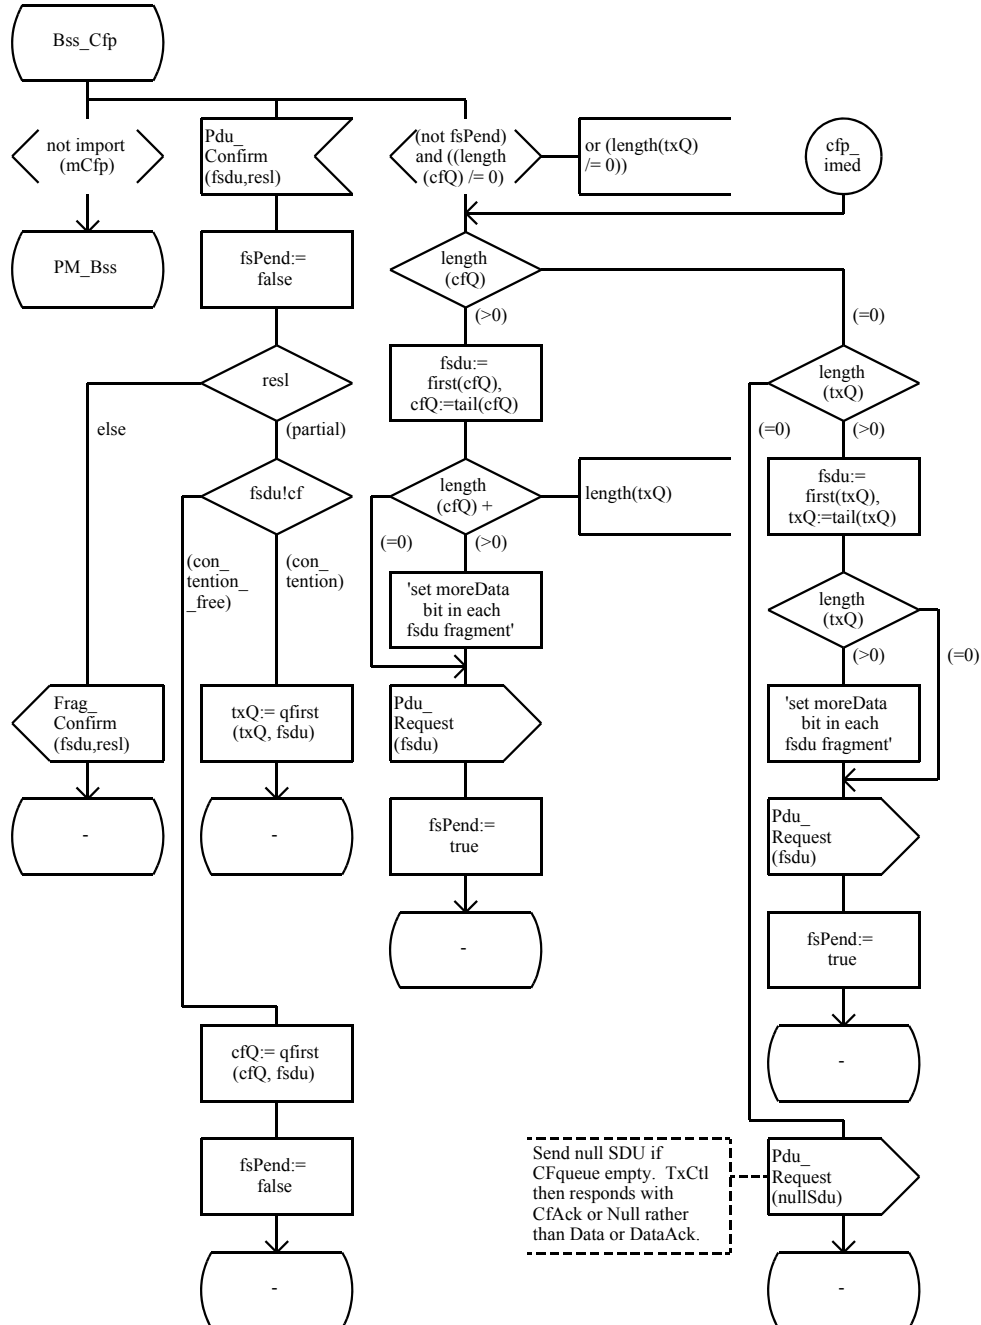 Bss_Cfp
not import
(mCfp)
PM_Bss
Pdu_
Confirm
(fsdu,resl)
fsPend:=
false
resl
else
(partial)
fsdu!cf
(con_
tention_
_free)
(con_
tention)
Frag_
Confirm
(fsdu,resl)
-
txQ:= qfirst
(txQ, fsdu)
-
cfQ:= qfirst
(cfQ, fsdu)
fsPend:=
false
-
(not fsPend)
and ((length
(cfQ) /= 0)
or (length(txQ)
/= 0))
cfp_
imed
length
(cfQ)
(>0)
(=0)
fsdu:=
first(cfQ),
cfQ:=tail(cfQ)
length
(cfQ) +
length(txQ)
(=0)
(>0)
'set moreData
bit in each
fsdu fragment'
Pdu_
Request
(fsdu)
fsPend:=
true
-
length
(txQ)
(=0)
(>0)
fsdu:=
first(txQ),
txQ:=tail(txQ)
length
(txQ)
(>0)
(=0)
'set moreData
bit in each
fsdu fragment'
Pdu_
Request
(fsdu)
fsPend:=
true
-
Send null SDU if
CFqueue empty.  TxCtl
then responds with
CfAck or Null rather
than Data or DataAck.
Pdu_
Request
(nullSdu)
-